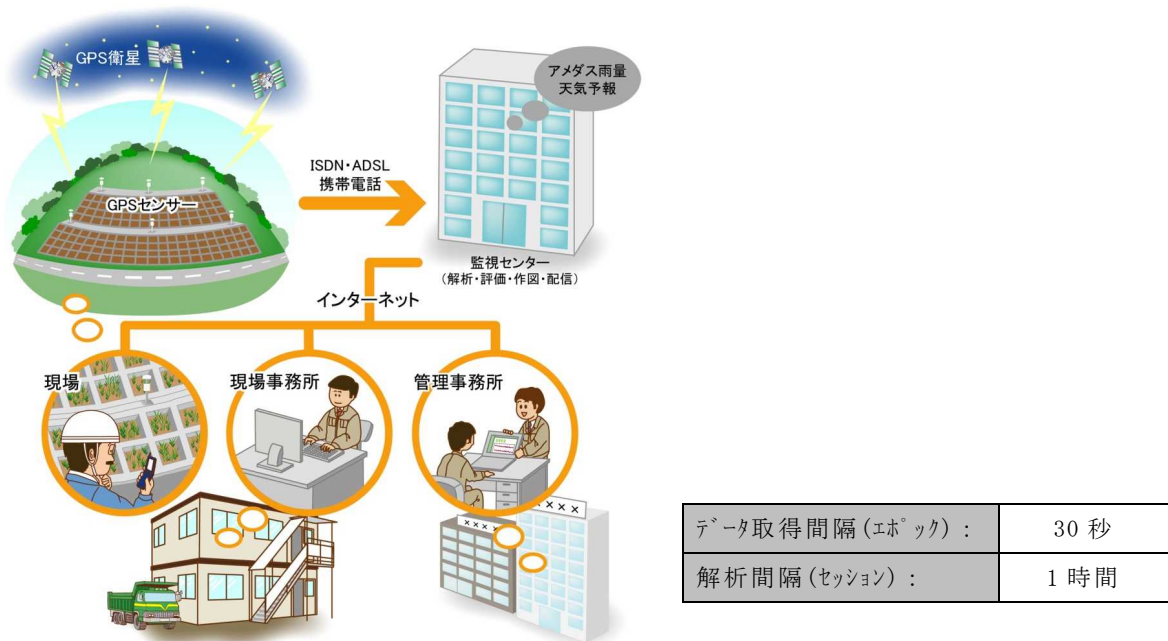 GPS衛星
アメダス雨量
天気予報
ISDN・ADSL
携帯電話
GPSセンサー
監視センター
(解析・評価・作図・配信)
インターネット
現場
現場事務所
管理事務所
××××
××××
ﾃﾞｰﾀ取得間隔(ｴﾎﾟｯｸ)： 30秒
解析間隔(ｾｯｼｮﾝ)： 1時間